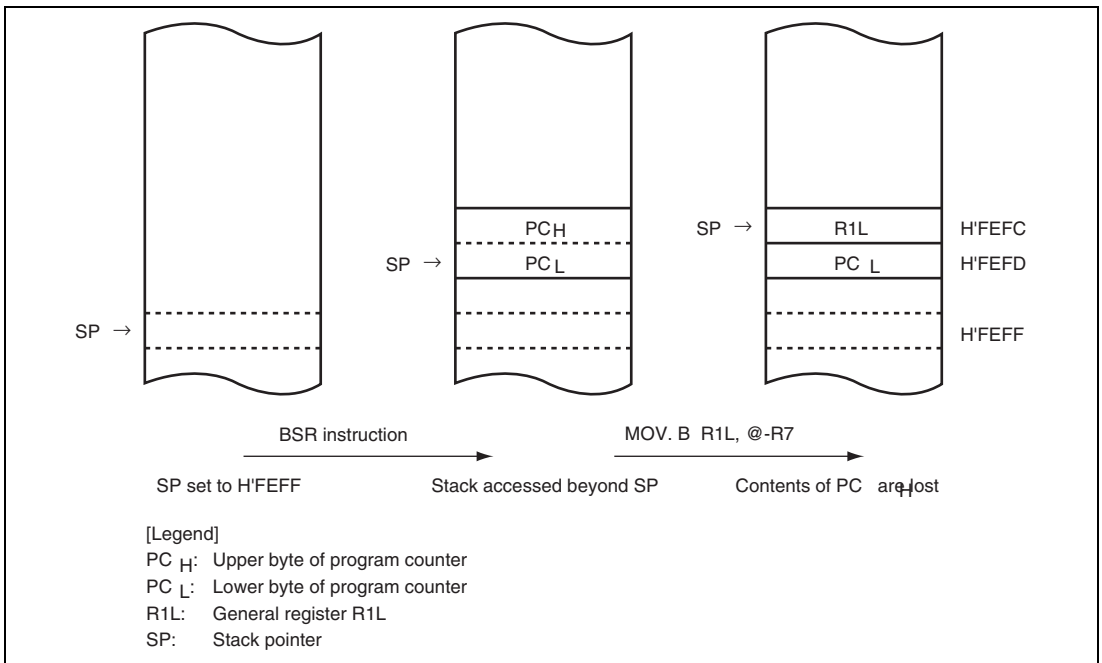 PCH
SP →
R1L
H'FEFC
SP →
PC L
PC L
H'FEFD
SP →
H'FEFF
BSR instruction
MOV. B R1L, @-R7
SP set to H'FEFF
Stack accessed beyond SP
Contents of PC H are lost
[Legend]
PC H: Upper byte of program counter
PC L: Lower byte of program counter
R1L: General register R1L
SP: Stack pointer